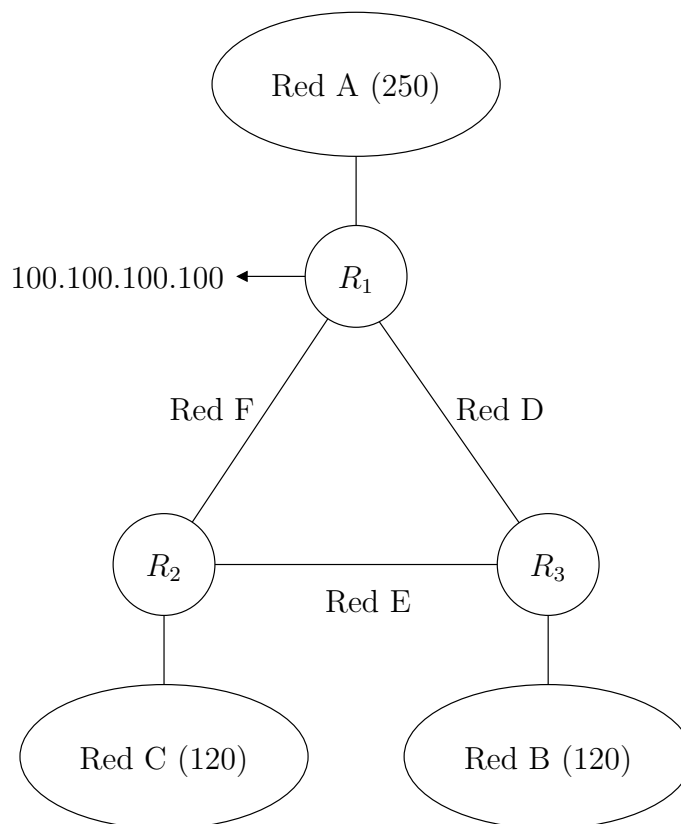 Red A (250)
100.100.100.100
R₁
Red F
Red D
R₂
R₃
Red E
Red C (120)
Red B (120)